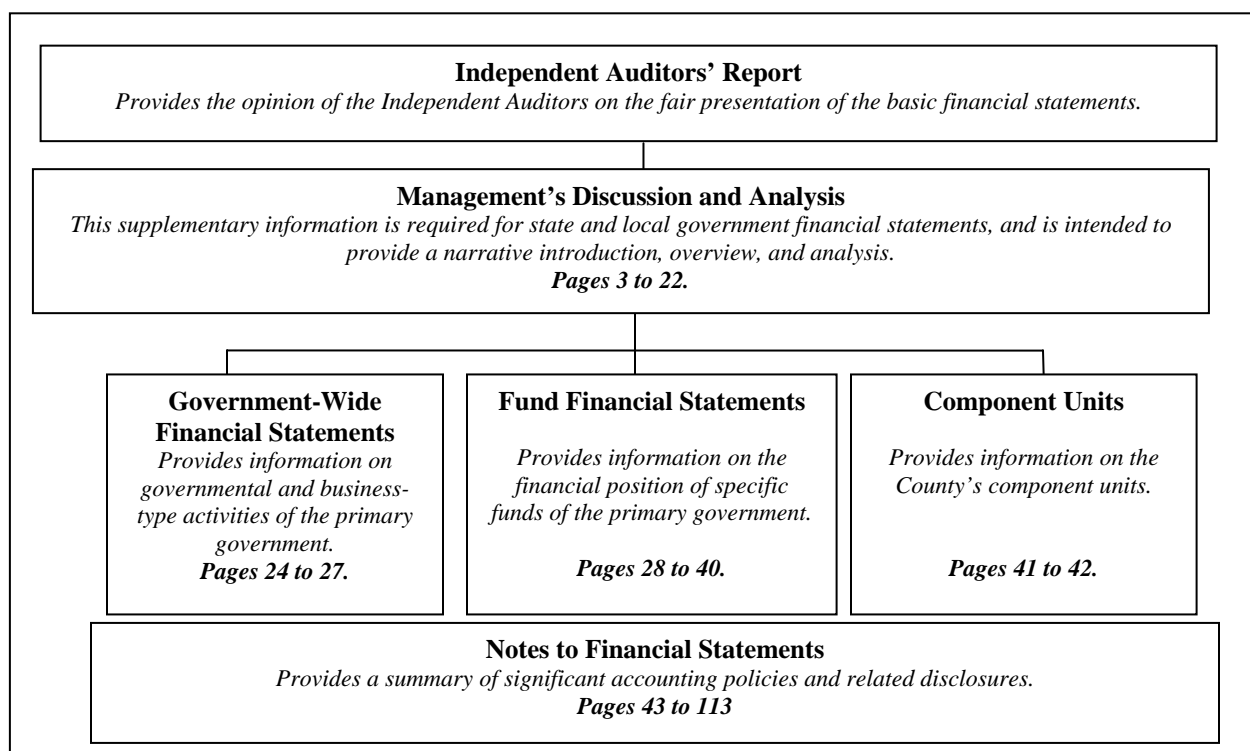 Independent Auditors’ Report
Provides the opinion of the Independent Auditors on the fair presentation of the basic financial statements.
Management’s Discussion and Analysis
This supplementary information is required for state and local government financial statements, and is intended to
provide a narrative introduction, overview, and analysis.
Pages 3 to 22.
Government-Wide
Financial Statements
Provides information on
governmental and business-
type activities of the primary
government.
Pages 24 to 27.
Fund Financial Statements
Provides information on the
financial position of specific
funds of the primary government.
Pages 28 to 40.
Component Units
Provides information on the
County’s component units.
Pages 41 to 42.
Notes to Financial Statements
Provides a summary of significant accounting policies and related disclosures.
Pages 43 to 113